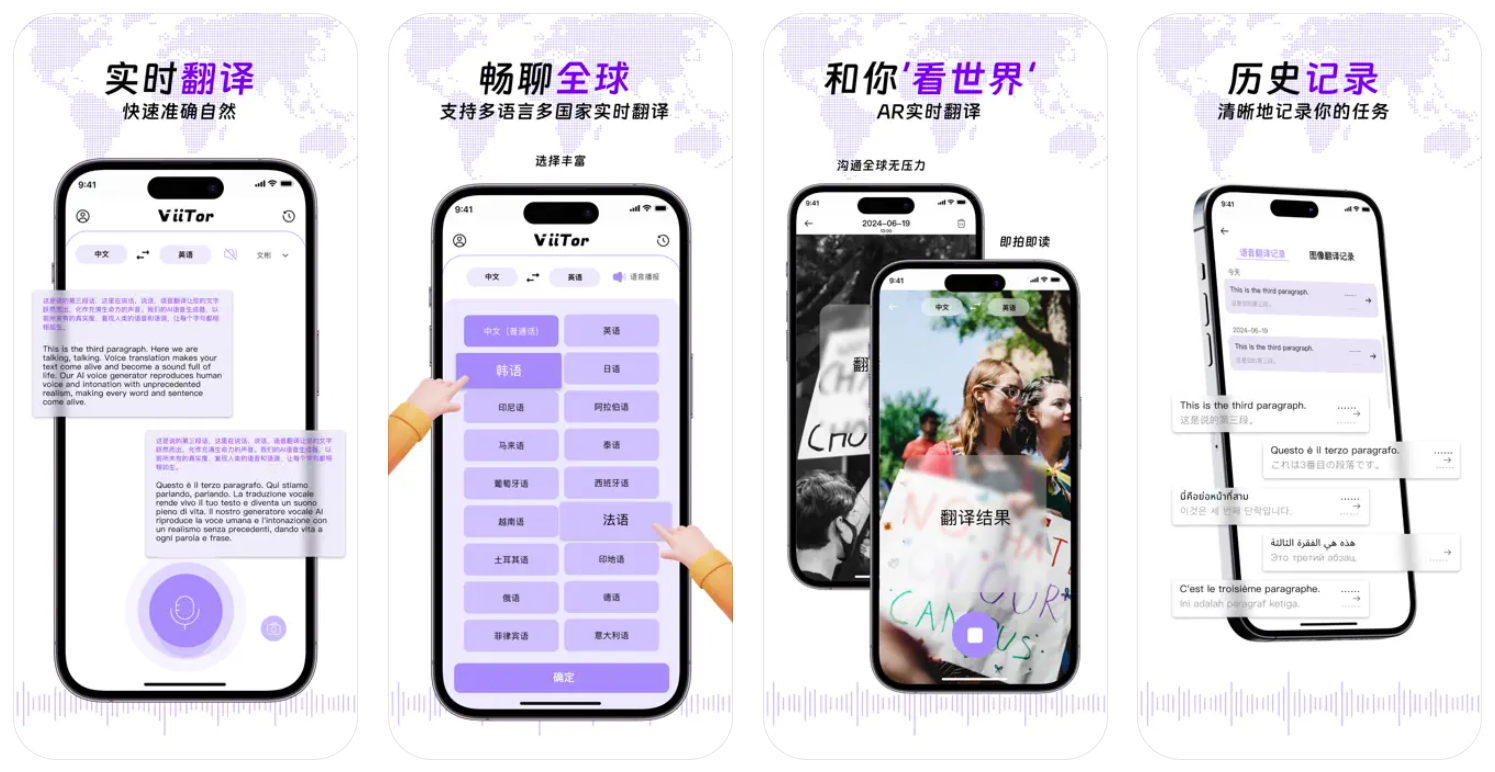 实时翻译
快速准确自然
9:41
ViiTor
中文
英语
文彬
这是说的第三段话，这里在说话，说话，语音翻译让您的文字
跃然而出，化作充满生命力的声音。我们的AI语音生成器，以
前所未有的真实度，复现人类的语音和语调，让每个字句都栩
栩如生。
This is the third paragraph. Here we are
talking, talking. Voice translation makes your
text come alive and become a sound full of
life. Our AI voice generator reproduces human
voice and intonation with unprecedented
realism, making every word and sentence
come alive.
这是说的第三段话，这里在说话，说话，语音翻译让您的文字
跃然而出，化作充满生命力的声音。我们的AI语音生成器，以
前所未有的真实度，复现人类的语音和语调，让每个字句都栩
栩如生。
Questo è il terzo paragrafo. Qui stiamo
parlando, parlando. La traduzione vocale
rende vivo il tuo testo e diventa un suono
pieno di vita. Il nostro generatore vocale AI
riproduce la voce umana e l'intonazione con
un realismo senza precedenti, dando vita a
ogni parola e frase.
畅聊全球
支持多语言多国家实时翻译
选择丰富
9:41
ViiTor
中文
英语
语音播报
中文（普通话）
英语
韩语
日语
印尼语
阿拉伯语
马来语
泰语
葡萄牙语
西班牙语
越南语
法语
土耳其语
印地语
俄语
德语
菲律宾语
意大利语
确定
和你‘看世界‘
AR实时翻译
沟通全球无压力
9:41
2024-06-19
翻
CHO
即拍即读
9:41
中文
英语
翻译结果
NO HATE
ON OUR
CAMPUS
历史记录
清晰地记录你的任务
9:41
语音翻译记录
图像翻译记录
今天
This is the third paragraph.
这是说的第三段。
2024-06-19
This is the third paragraph.
这是说的第三段。
This is the third paragraph.
这是说的第三段。
Questo è il terzo paragrafo.
これは3番目の段落です。
นี่คือย่อหน้าที่สาม
이것은 세 번째 단락입니다.
هذه هي الفقرة الثالثة
Это третий абзац.
C'est le troisième paragraphe.
Ini adalah paragraf ketiga.